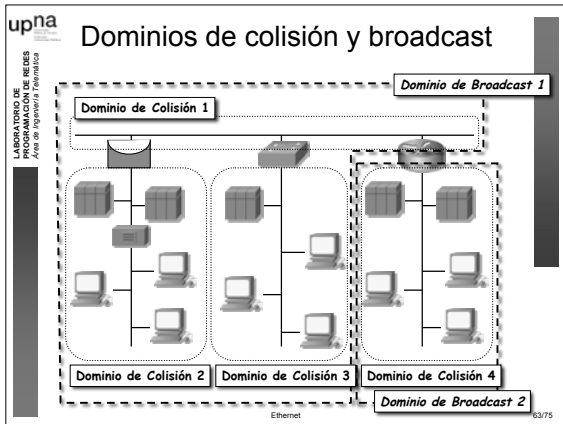 upna
Dominios de colisión y broadcast
LABORATORIO DE
PROGRAMACIÓN DE REDES
Área de Ingeniería Telemática
Dominio de Broadcast 1
Dominio de Colisión 1
Dominio de Colisión 2
Dominio de Colisión 3
Dominio de Colisión 4
Dominio de Broadcast 2
Ethernet
63/75